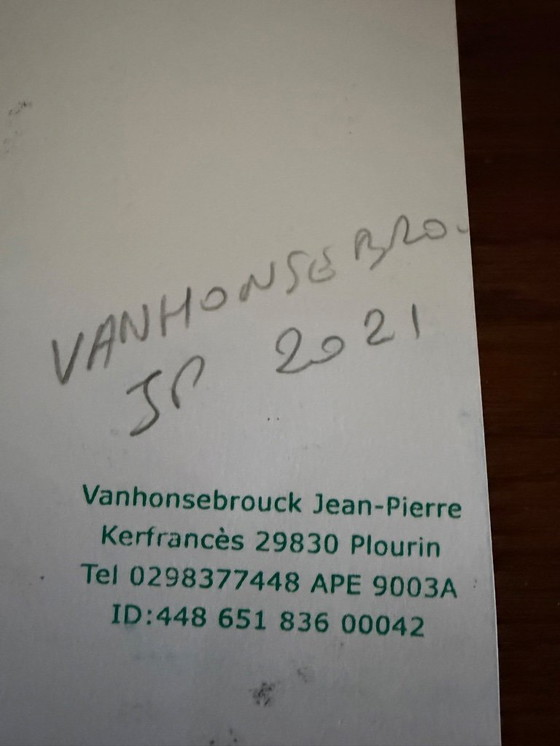 VANHONSEBRO
JP 2021
Vanhonsebrouck Jean-Pierre
Kerfrancès 29830 Plourin
Tel 0298377448 APE 9003A
ID:448 651 836 00042